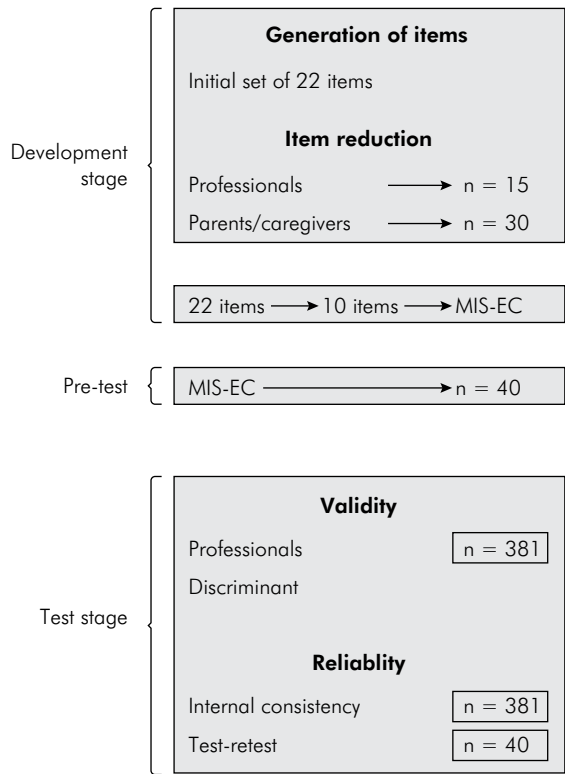 Generation of items
Initial set of 22 items
Item reduction
Development
stage
Professionals → n = 15
Parents/caregivers → n = 30
22 items → 10 items → MIS-EC
Pre-test
MIS-EC → n = 40
Validity
Professionals n = 381
Discriminant
Test stage
Reliablity
Internal consistency n = 381
Test-retest n = 40